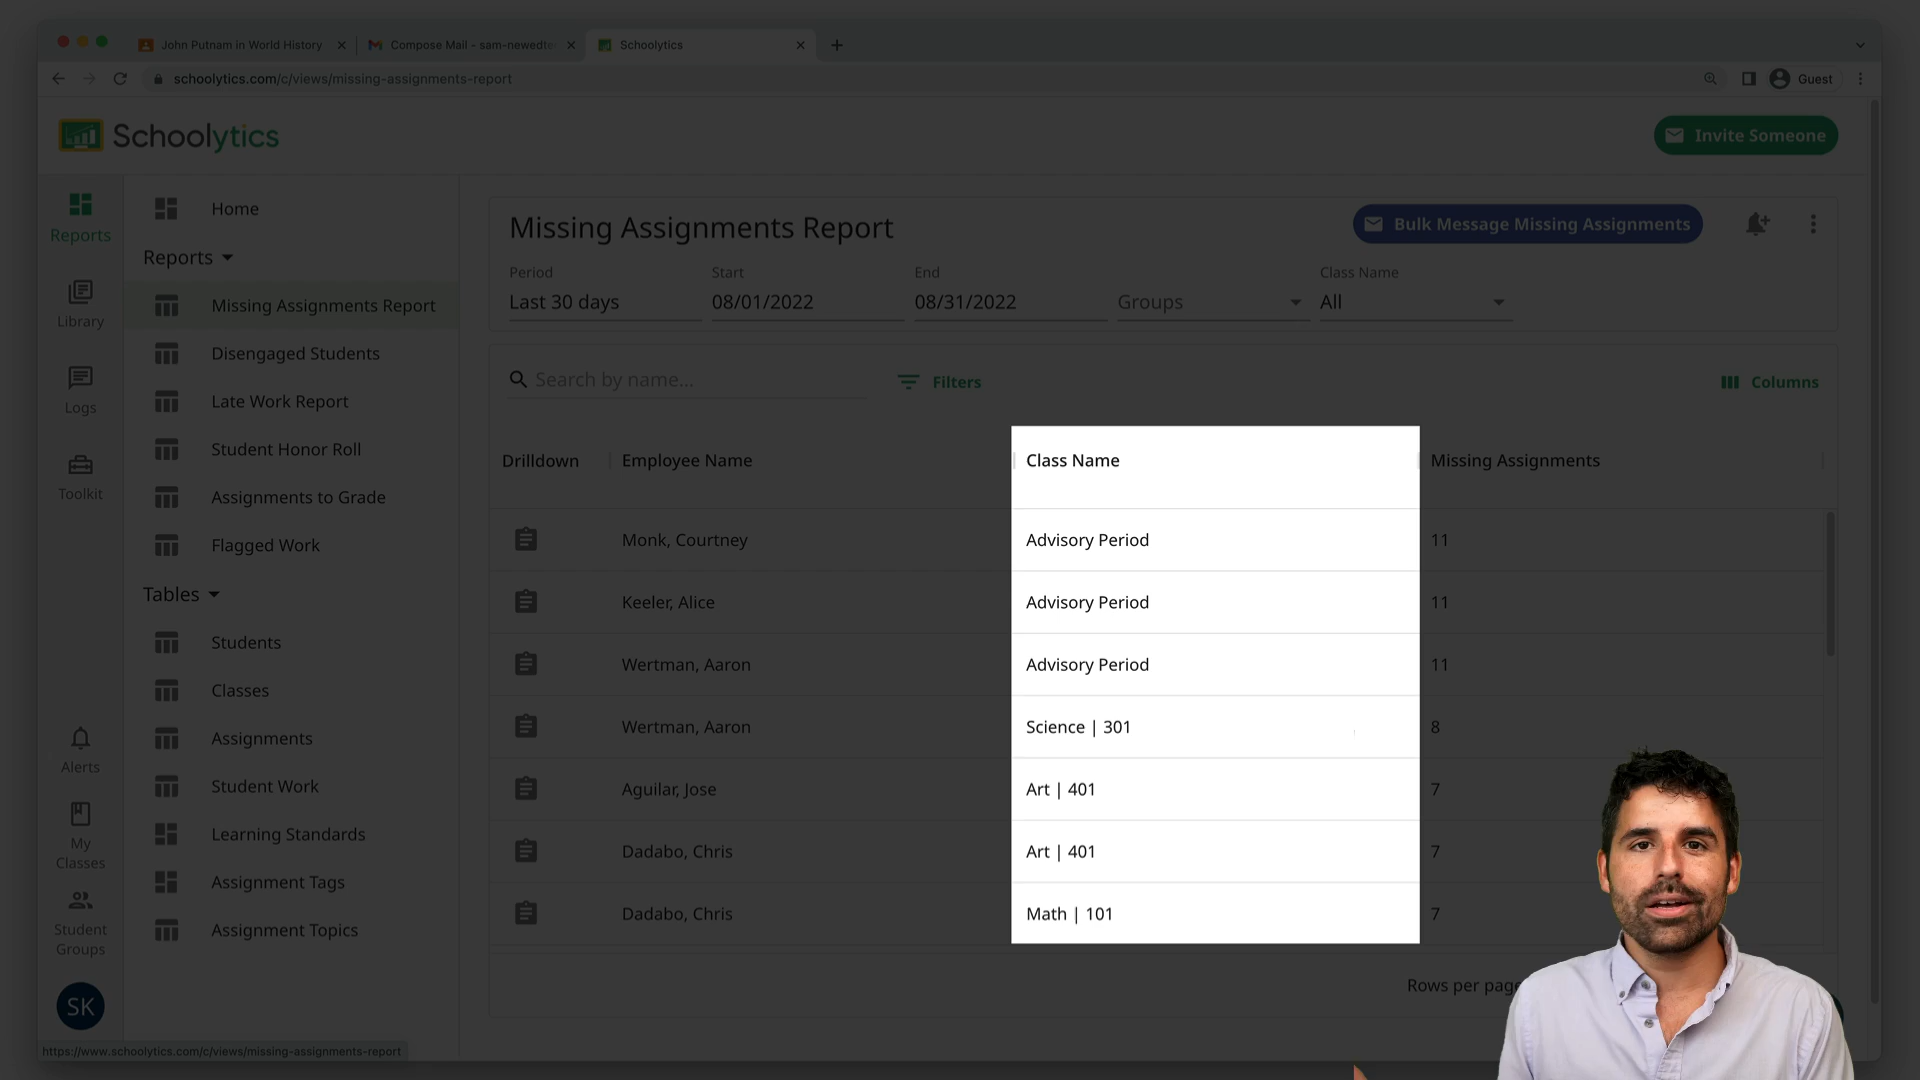 John Putnam in World History
Compose Mail - sam-newedte
Schoolytics
schoolytics.com/c/views/missing-assignments-report
Guest
Schoolytics
Invite Someone
Reports
Library
Logs
Toolkit
Alerts
My
Classes
Student
Groups
SK
Home
Reports
Missing Assignments Report
Disengaged Students
Late Work Report
Student Honor Roll
Assignments to Grade
Flagged Work
Tables
Students
Classes
Assignments
Student Work
Learning Standards
Assignment Tags
Assignment Topics
Missing Assignments Report
Bulk Message Missing Assignments
Period Start End Class Name
Last 30 days 08/01/2022 08/31/2022 Groups All
Search by name... Filters Columns
Drilldown Employee Name Class Name Missing Assignments
Monk, Courtney Advisory Period 11
Keeler, Alice Advisory Period 11
Wertman, Aaron Advisory Period 11
Wertman, Aaron Science | 301 8
Aguilar, Jose Art | 401 7
Dadabo, Chris Art | 401 7
Dadabo, Chris Math | 101 7
Rows per page
https://www.schoolytics.com/c/views/missing-assignments-report